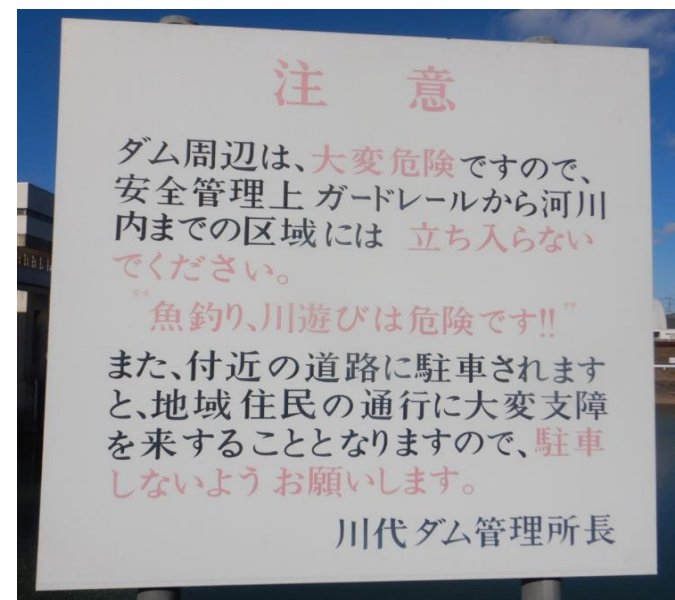 注 意
ダム周辺は、大変危険ですので、
安全管理上 ガードレールから河川
内までの区域には 立ち入らない
でください。
“魚釣り、川遊びは危険です!!”
また、付近の道路に駐車されます
と、地域住民の通行に大変支障
を来することとなりますので、駐車
しないよう お願いします。
川代ダム管理所長